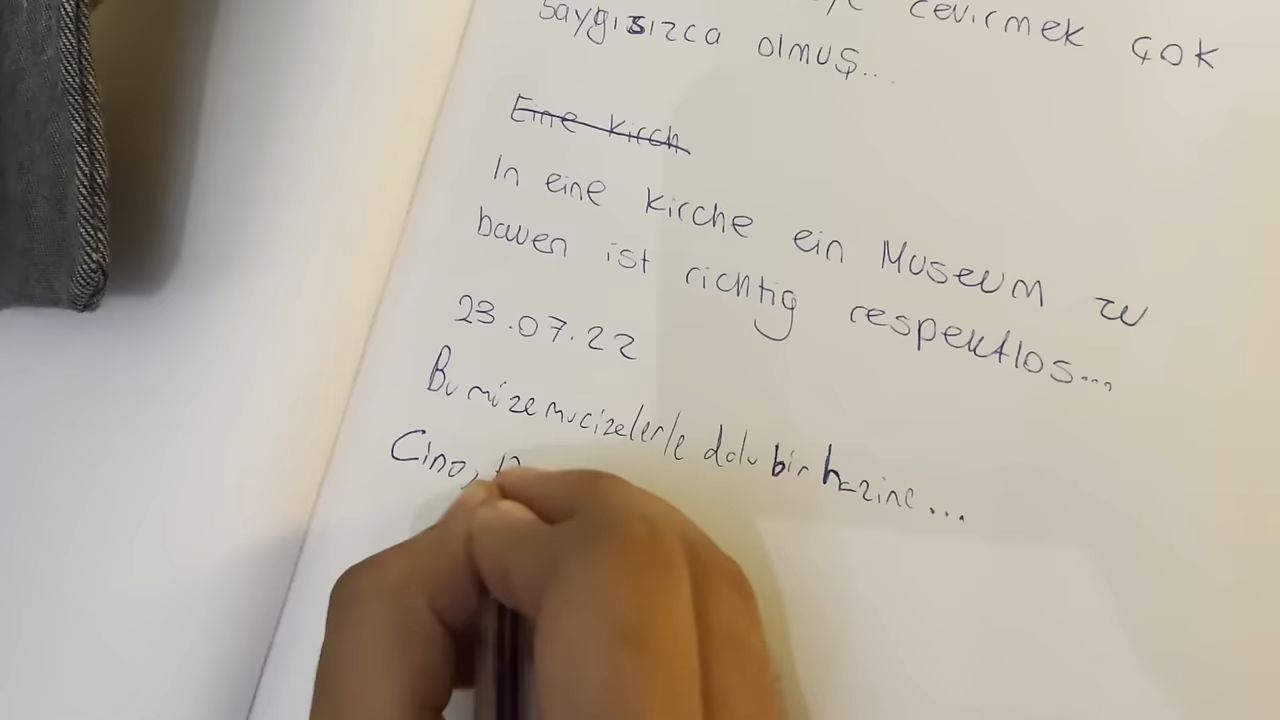 çevirmek çok
saygısızca olmuş...
Eine Kirch
In eine Kirche ein Museum zu
bauen ist richtig respektlos...
23.07.22
Bu müze mucizelerle dolu bir hazine...
Cino,